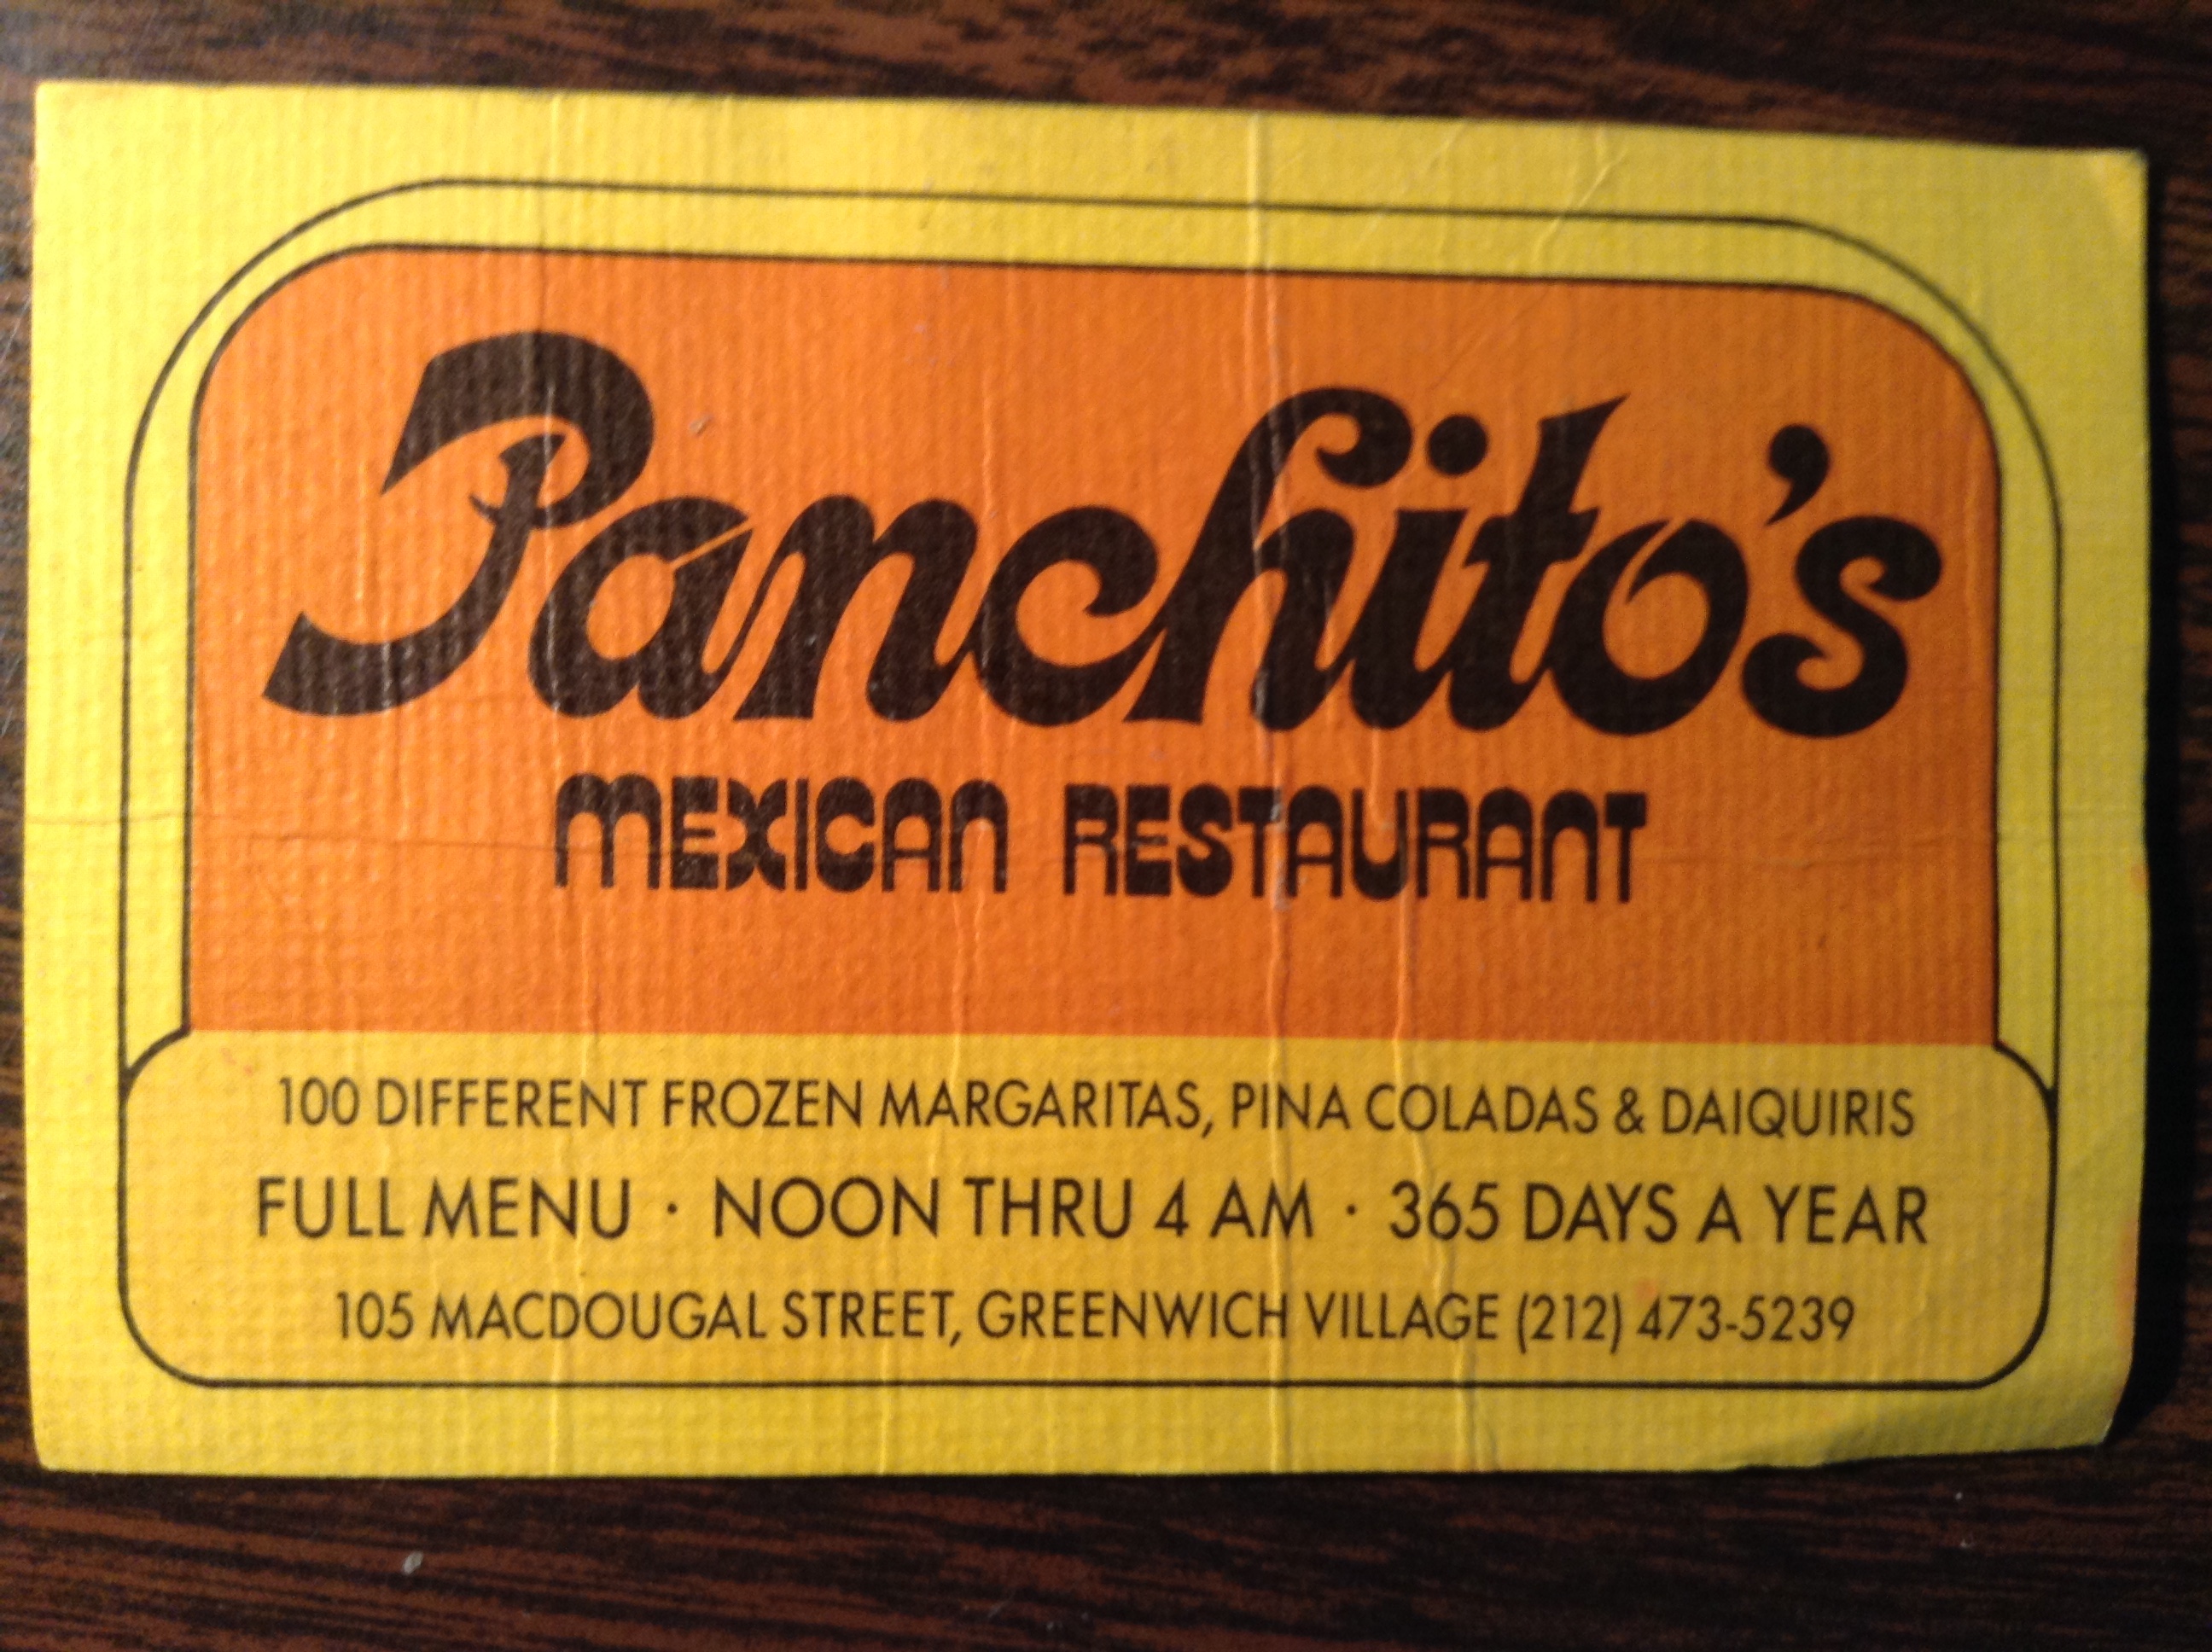 Panchito's
MEXICAN RESTAURANT
100 DIFFERENT FROZEN MARGARITAS, PINA COLADAS & DAIQUIRIS
FULL MENU · NOON THRU 4 AM · 365 DAYS A YEAR
105 MACDOUGAL STREET, GREENWICH VILLAGE (212) 473-5239